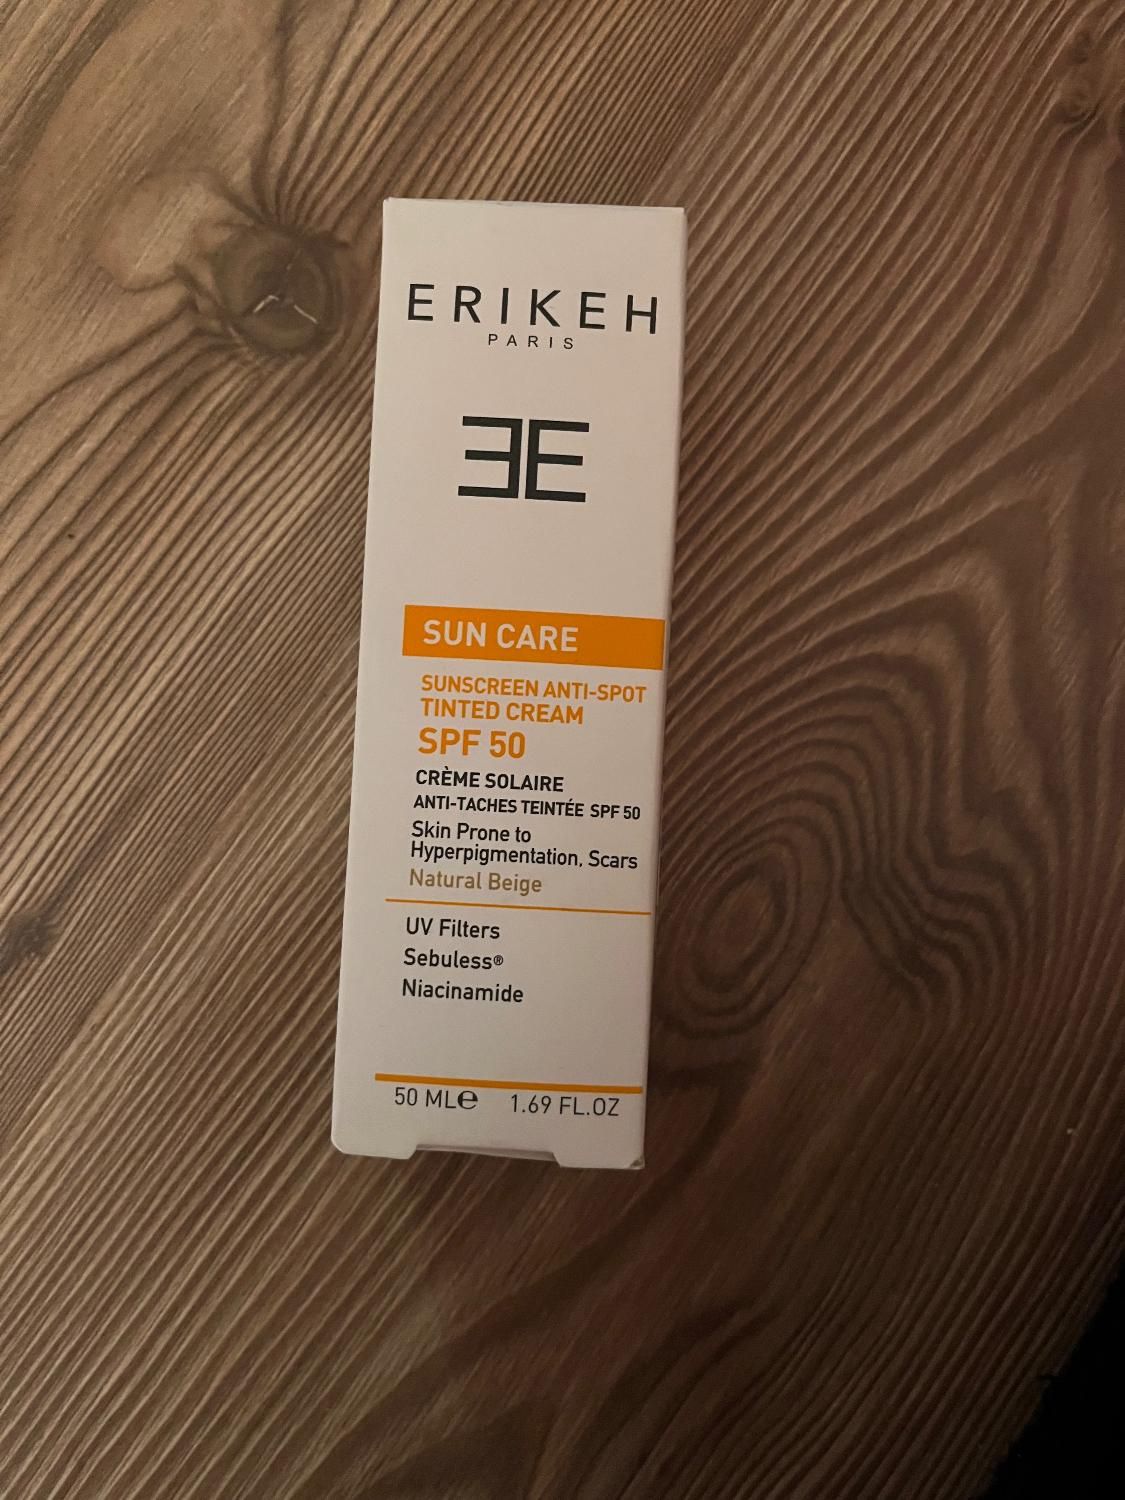 ERIKEH
PARIS
SUN CARE
SUNSCREEN ANTI-SPOT
TINTED CREAM
SPF 50
CRÈME SOLAIRE
ANTI-TACHES TEINTÉE SPF 50
Skin Prone to
Hyperpigmentation, Scars
Natural Beige
UV Filters
Sebuless®
Niacinamide
50 ML℮ 1.69 FL.OZ